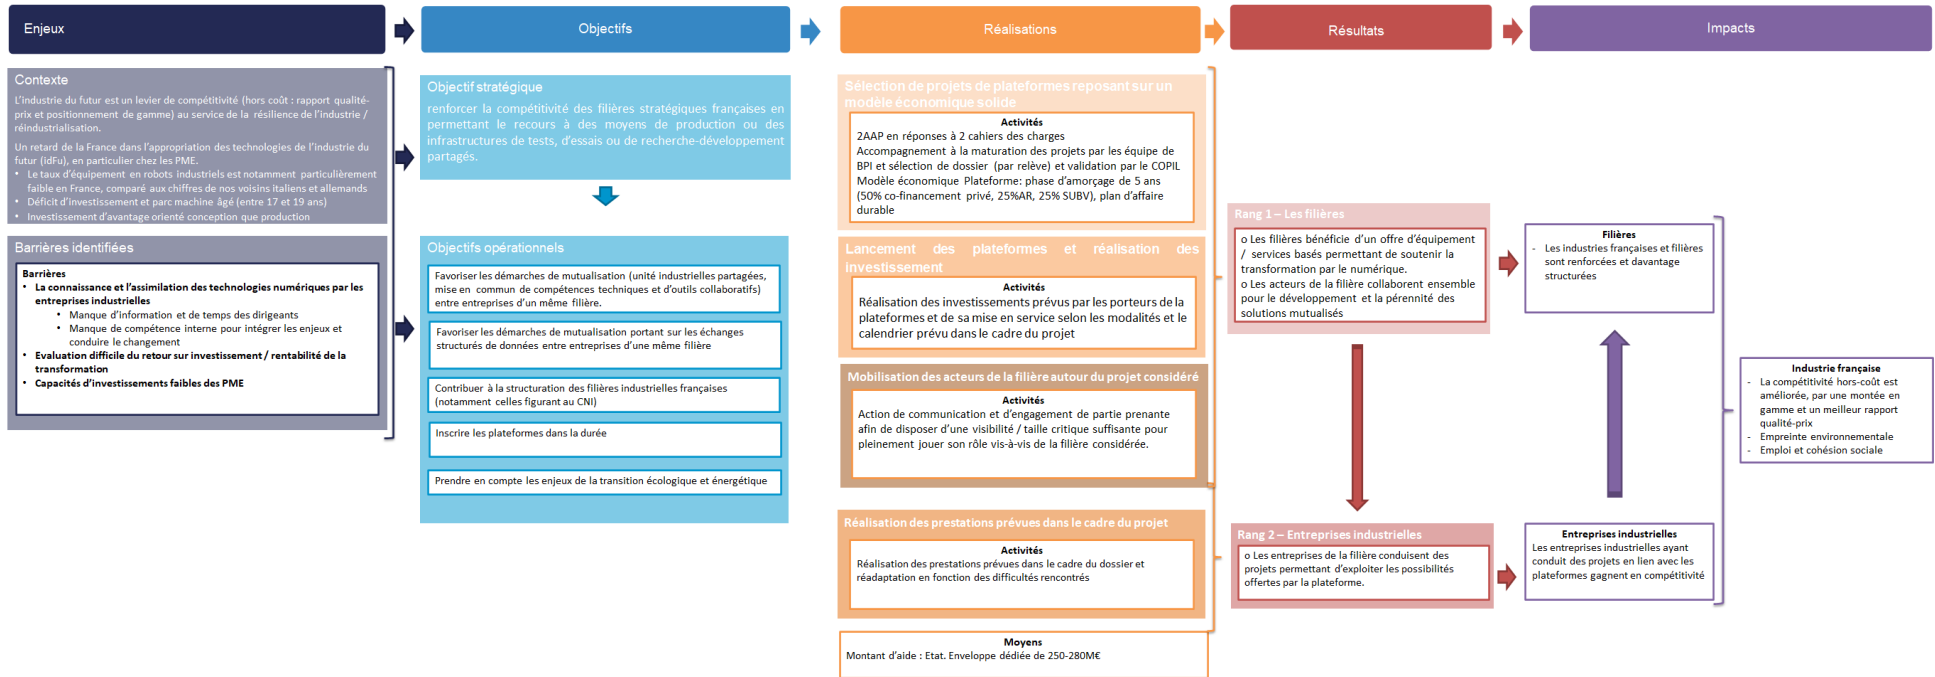 Enjeux
Objectifs
Réalisations
Résultats
Impacts
Contexte
L'industrie du futur est un levier de compétitivité (hors coût : rapport qualité-
prix et positionnement de gamme) au service de la résilience de l'industrie /
réindustrialisation.
Un retard de la France dans l'appropriation des technologies de l'industrie du
futur (idFu), en particulier chez les PME.
• Le taux d'équipement en robots industriels est notamment particulièrement
faible en France, comparé aux chiffres de nos voisins italiens et allemands
• Déficit d'investissement et parc machine âgé (entre 17 et 19 ans)
• Investissement d'avantage orienté conception que production
Barrières identifiées
Barrières
• La connaissance et l'assimilation des technologies numériques par les
entreprises industrielles
• Manque d'information et de temps des dirigeants
• Manque de compétence interne pour intégrer les enjeux et
conduire le changement
• Evaluation difficile du retour sur investissement / rentabilité de la
transformation
• Capacités d'investissements faibles des PME
Objectif stratégique
renforcer la compétitivité des filières stratégiques françaises en
permettant le recours à des moyens de production ou des
infrastructures de tests, d'essais ou de recherche-développement
partagés.
Objectifs opérationnels
Favoriser les démarches de mutualisation (unité industrielles partagées,
mise en commun de compétences techniques et d'outils collaboratifs)
entre entreprises d'un même filière.
Favoriser les démarches de mutualisation portant sur les échanges
structurés de données entre entreprises d'une même filière
Contribuer à la structuration des filières industrielles françaises
(notamment celles figurant au CNI)
Inscrire les plateformes dans la durée
Prendre en compte les enjeux de la transition écologique et énergétique
Sélection de projets de plateformes reposant sur un
modèle économique solide
Activités
2AAP en réponses à 2 cahiers des charges
Accompagnement à la maturation des projets par les équipe de
BPI et sélection de dossier (par relève) et validation par le COPIL
Modèle économique Plateforme: phase d'amorçage de 5 ans
(50% co-financement privé, 25%AR, 25% SUBV), plan d'affaire
durable
Lancement des plateformes et réalisation des
investissement
Activités
Réalisation des investissements prévus par les porteurs de la
plateformes et de sa mise en service selon les modalités et le
calendrier prévu dans le cadre du projet
Mobilisation des acteurs de la filière autour du projet considéré
Activités
Action de communication et d'engagement de partie prenante
afin de disposer d'une visibilité / taille critique suffisante pour
pleinement jouer son rôle vis-à-vis de la filière considérée.
Réalisation des prestations prévues dans le cadre du projet
Activités
Réalisation des prestations prévues dans le cadre du dossier et
réadaptation en fonction des difficultés rencontrés
Moyens
Montant d'aide : Etat. Enveloppe dédiée de 250-280M€
Rang 1 – Les filières
o Les filières bénéficie d'un offre d'équipement
/ services basés permettant de soutenir la
transformation par le numérique.
o Les acteurs de la filière collaborent ensemble
pour le développement et la pérennité des
solutions mutualisés
Rang 2 – Entreprises industrielles
o Les entreprises de la filière conduisent des
projets permettant d'exploiter les possibilités
offertes par la plateforme.
Filières
- Les industries françaises et filières
sont renforcées et davantage
structurées
Entreprises industrielles
Les entreprises industrielles ayant
conduit des projets en lien avec les
plateformes gagnent en compétitivité
Industrie française
- La compétitivité hors-coût est
améliorée, par une montée en
gamme et un meilleur rapport
qualité-prix
- Empreinte environnementale
- Emploi et cohésion sociale